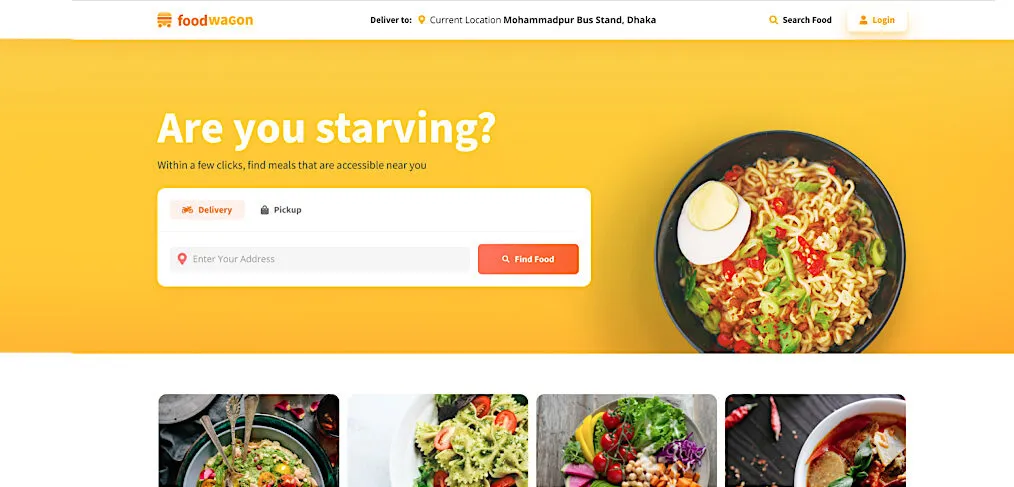 foodwagon
Deliver to: Current Location Mohammadpur Bus Stand, Dhaka
Search Food
Login
Are you starving?
Within a few clicks, find meals that are accessible near you
Delivery
Pickup
Enter Your Address
Find Food